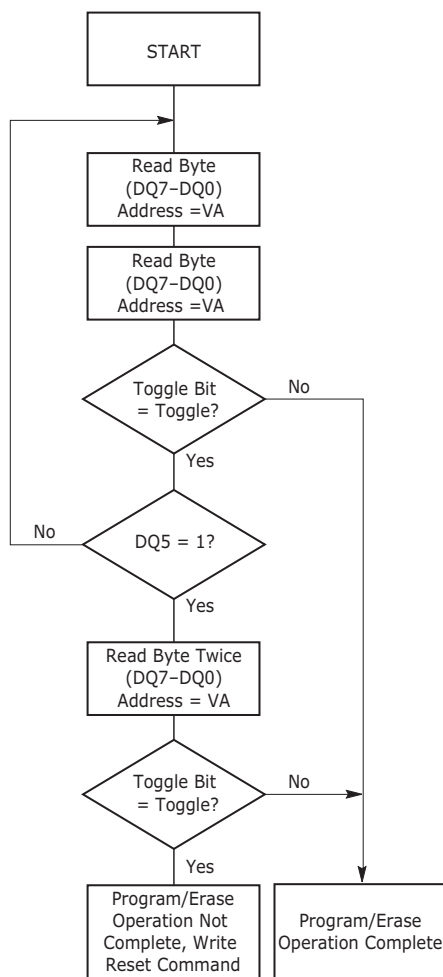 START
Read Byte
(DQ7–DQ0)
Address =VA
Read Byte
(DQ7–DQ0)
Address =VA
Toggle Bit
= Toggle?
No
Yes
No
DQ5 = 1?
Yes
Read Byte Twice
(DQ7–DQ0)
Address = VA
Toggle Bit
= Toggle?
No
Yes
Program/Erase
Operation Not
Complete, Write
Reset Command
Program/Erase
Operation Complete